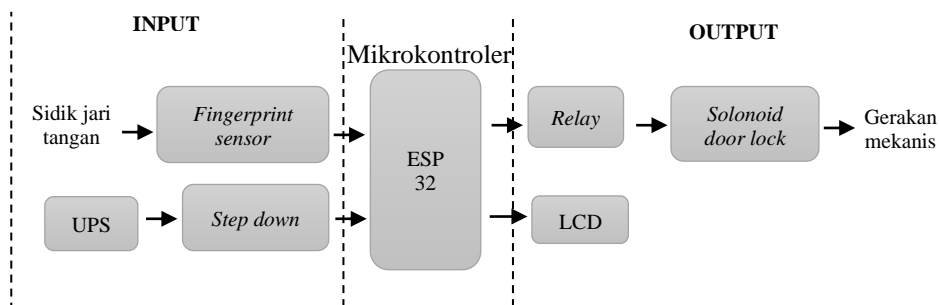 INPUT
Mikrokontroler
OUTPUT
Sidik jari
tangan
Fingerprint
sensor
ESP
32
Relay
Solonoid
door lock
Gerakan
mekanis
UPS
Step down
LCD